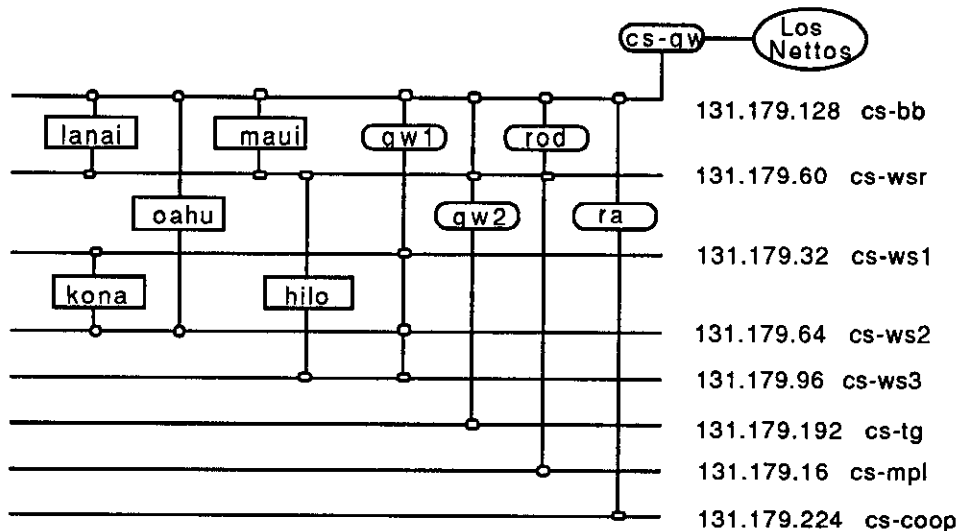 Los
Nettos
cs-gw
131.179.128 cs-bb
lanai
maui
gw1
rod
131.179.60 cs-wsr
oahu
gw2
ra
131.179.32 cs-ws1
kona
hilo
131.179.64 cs-ws2
131.179.96 cs-ws3
131.179.192 cs-tg
131.179.16 cs-mpl
131.179.224 cs-coop